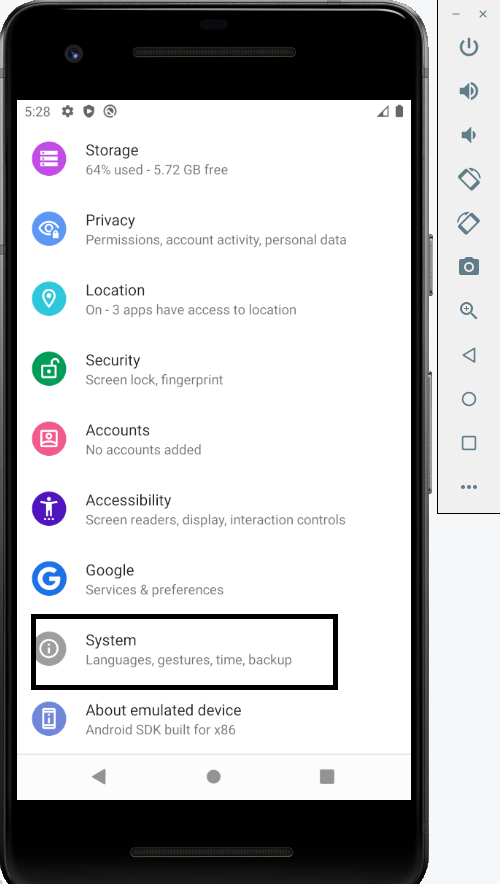 5:28
Storage
64% used - 5.72 GB free
Privacy
Permissions, account activity, personal data
Location
On - 3 apps have access to location
Security
Screen lock, fingerprint
Accounts
No accounts added
Accessibility
Screen readers, display, interaction controls
Google
Services & preferences
System
Languages, gestures, time, backup
About emulated device
Android SDK built for x86